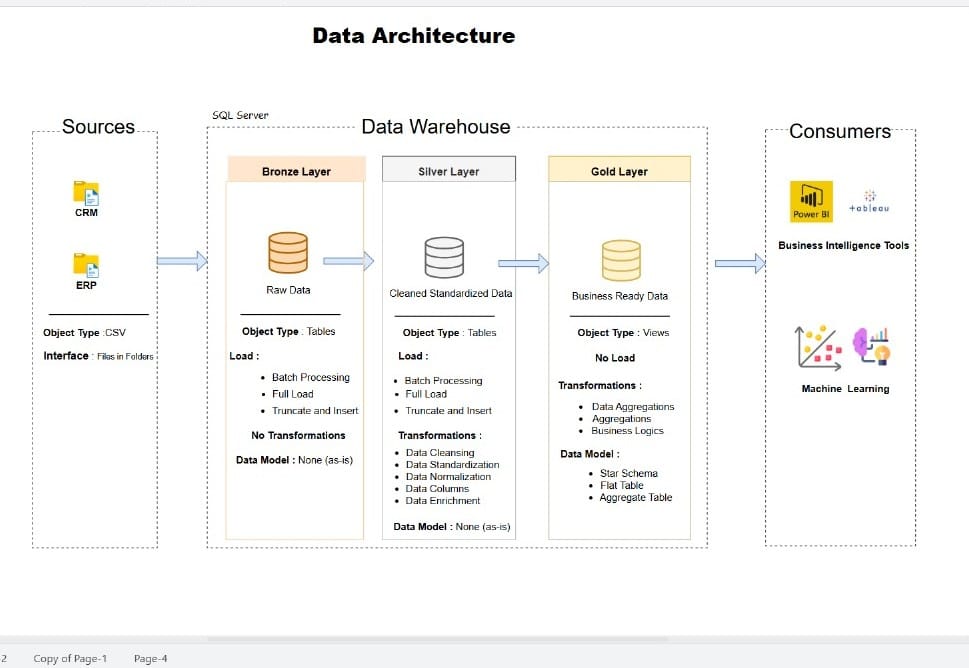 Data Architecture
Sources
CRM
ERP
Object Type :CSV
Interface : Files in Folders
SQL Server
Data Warehouse
Bronze Layer
Raw Data
Object Type : Tables
Load :
• Batch Processing
• Full Load
• Truncate and Insert
No Transformations
Data Model : None (as-is)
Silver Layer
Cleaned Standardized Data
Object Type : Tables
Load :
• Batch Processing
• Full Load
• Truncate and Insert
Transformations :
• Data Cleansing
• Data Standardization
• Data Normalization
• Data Columns
• Data Enrichment
Data Model : None (as-is)
Gold Layer
Business Ready Data
Object Type : Views
No Load
Transformations :
• Data Aggregations
• Aggregations
• Business Logics
Data Model :
• Star Schema
• Flat Table
• Aggregate Table
Consumers
Power BI
+ableau
Business Intelligence Tools
Machine Learning
-2
Copy of Page-1
Page-4